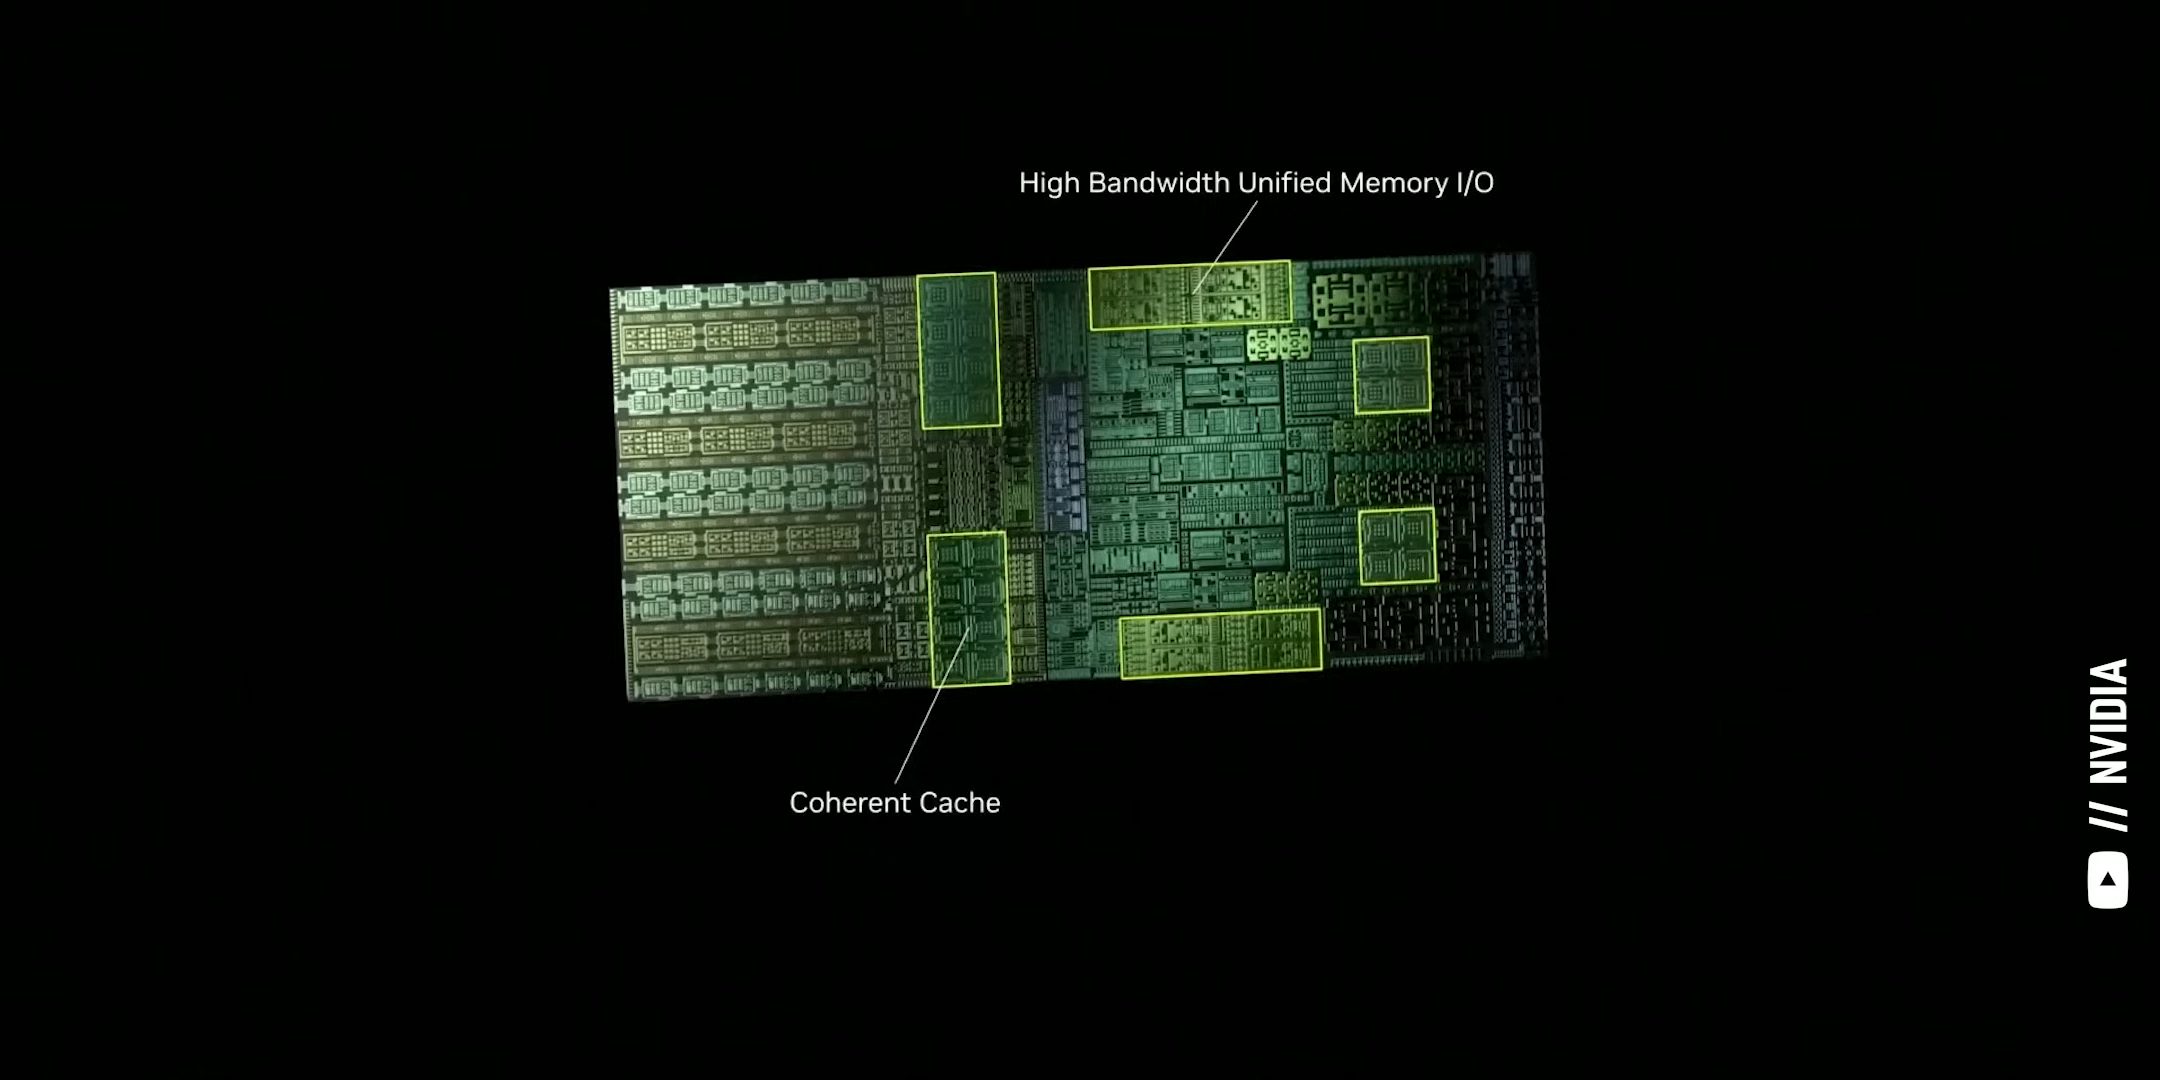 High Bandwidth Unified Memory I/O
Coherent Cache
// NVIDIA